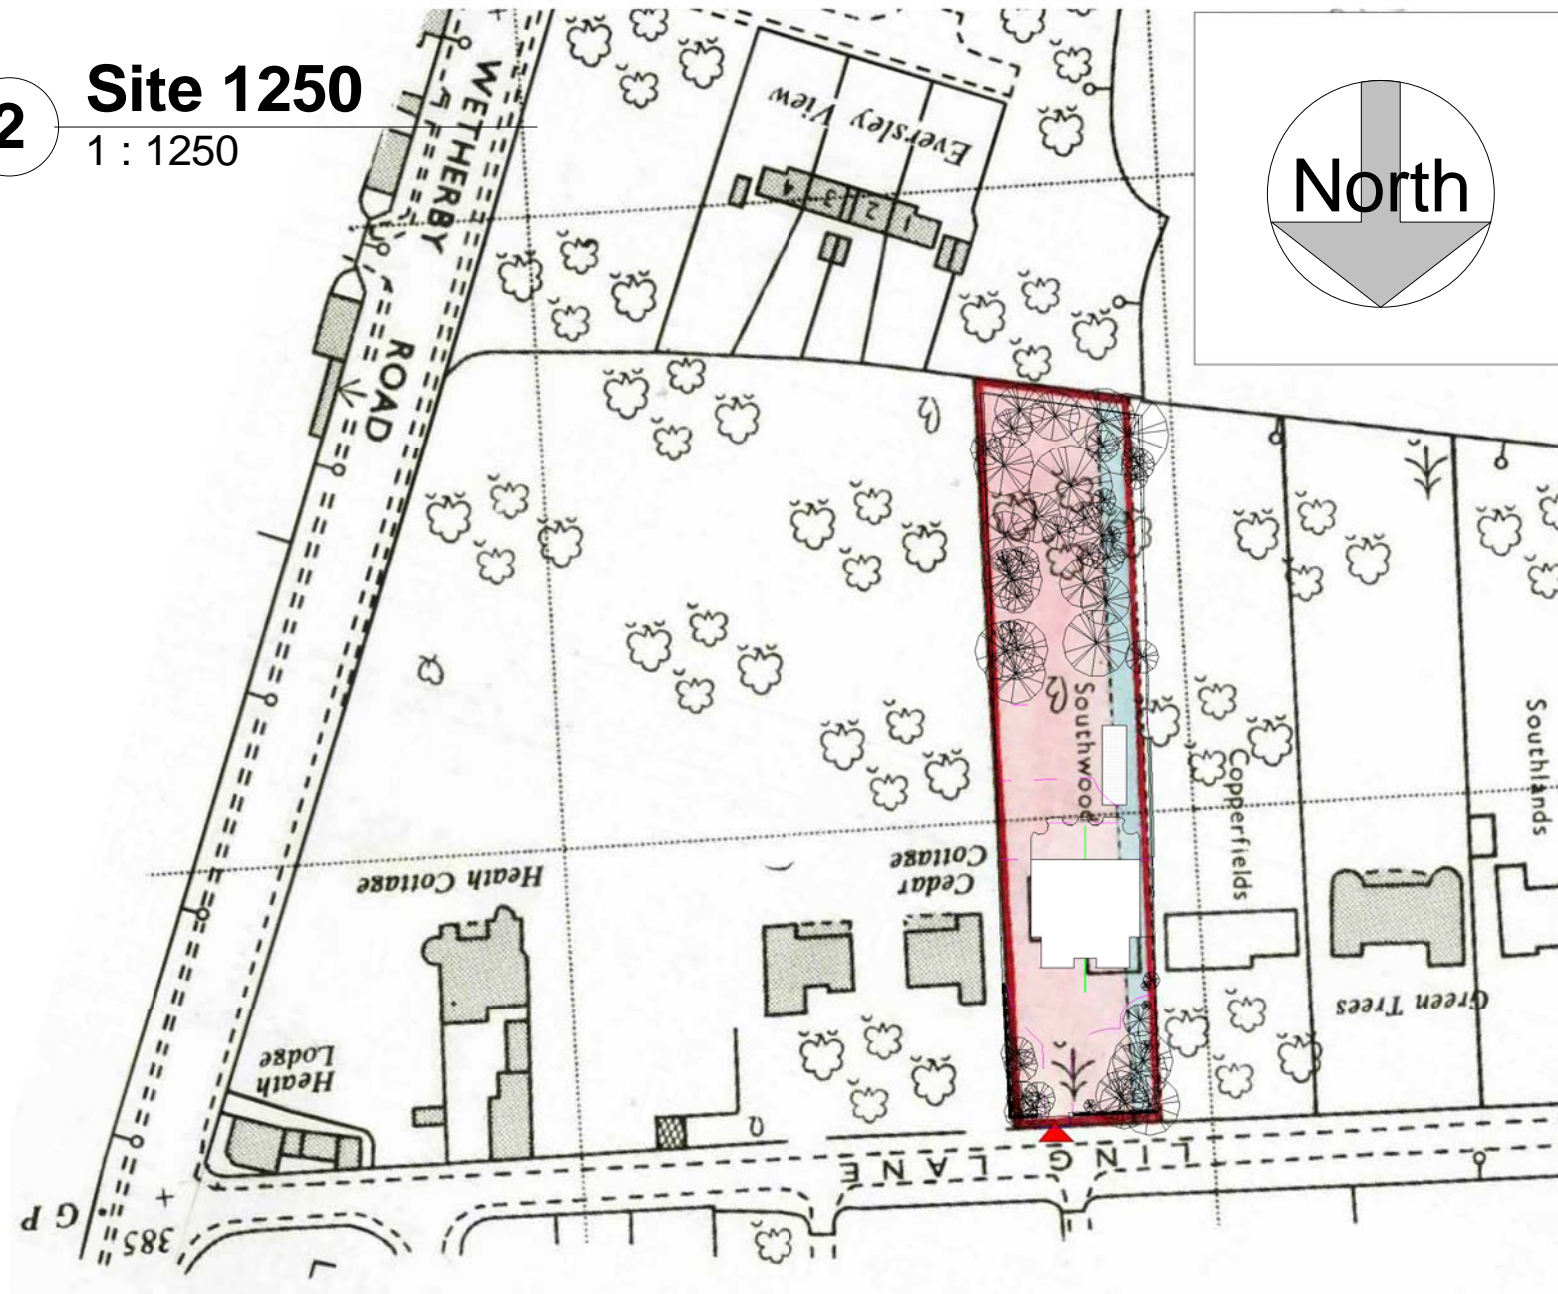 2
Site 1250
1 : 1250
North
WETHERBY
ROAD
Eversley View
4
3
2
1
Southwood
Copperfields
Southlands
Heath Cottage
Cedar
Cottage
Green Trees
Heath
Lodge
LING LANE
G P
385